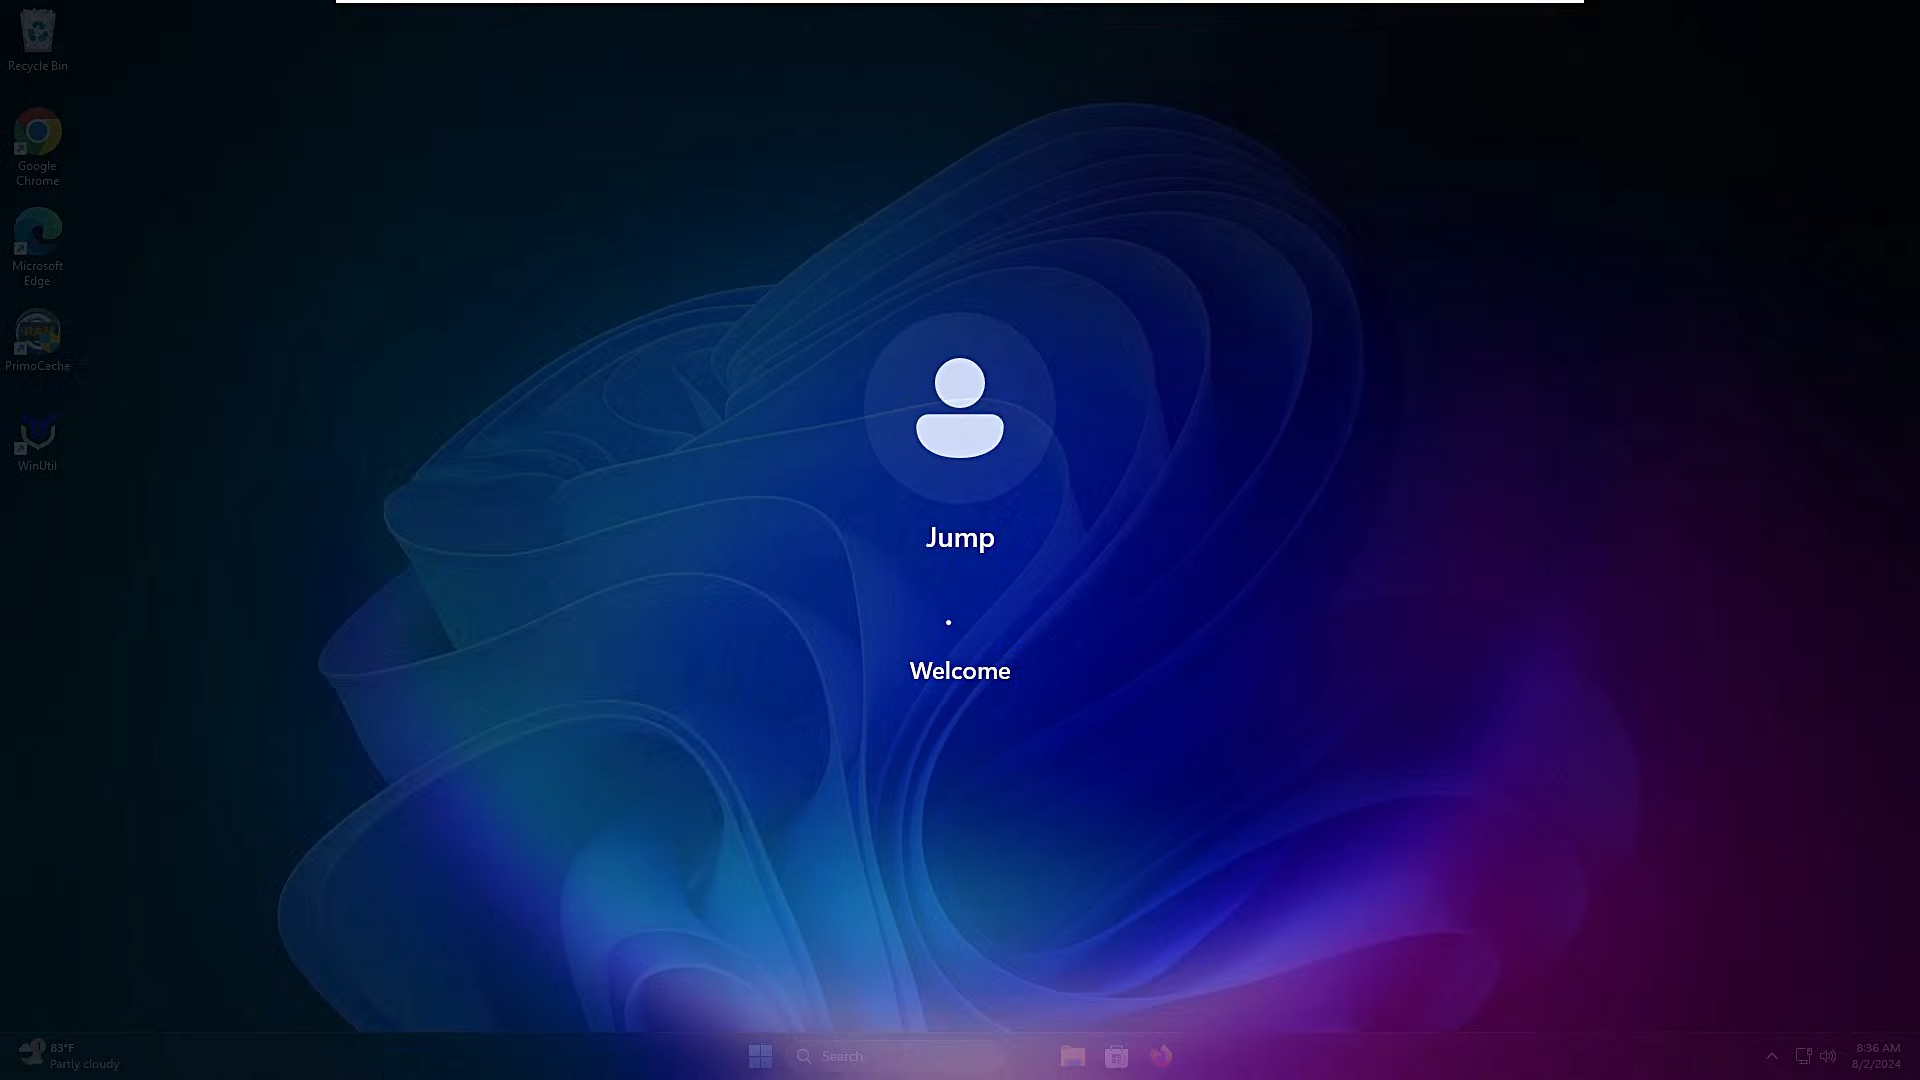 Recycle Bin
Google
Chrome
Microsoft
Edge
PrimoCache
WinUtil
Jump
Welcome
83°F
Partly cloudy
Search
8:36 AM
8/2/2024